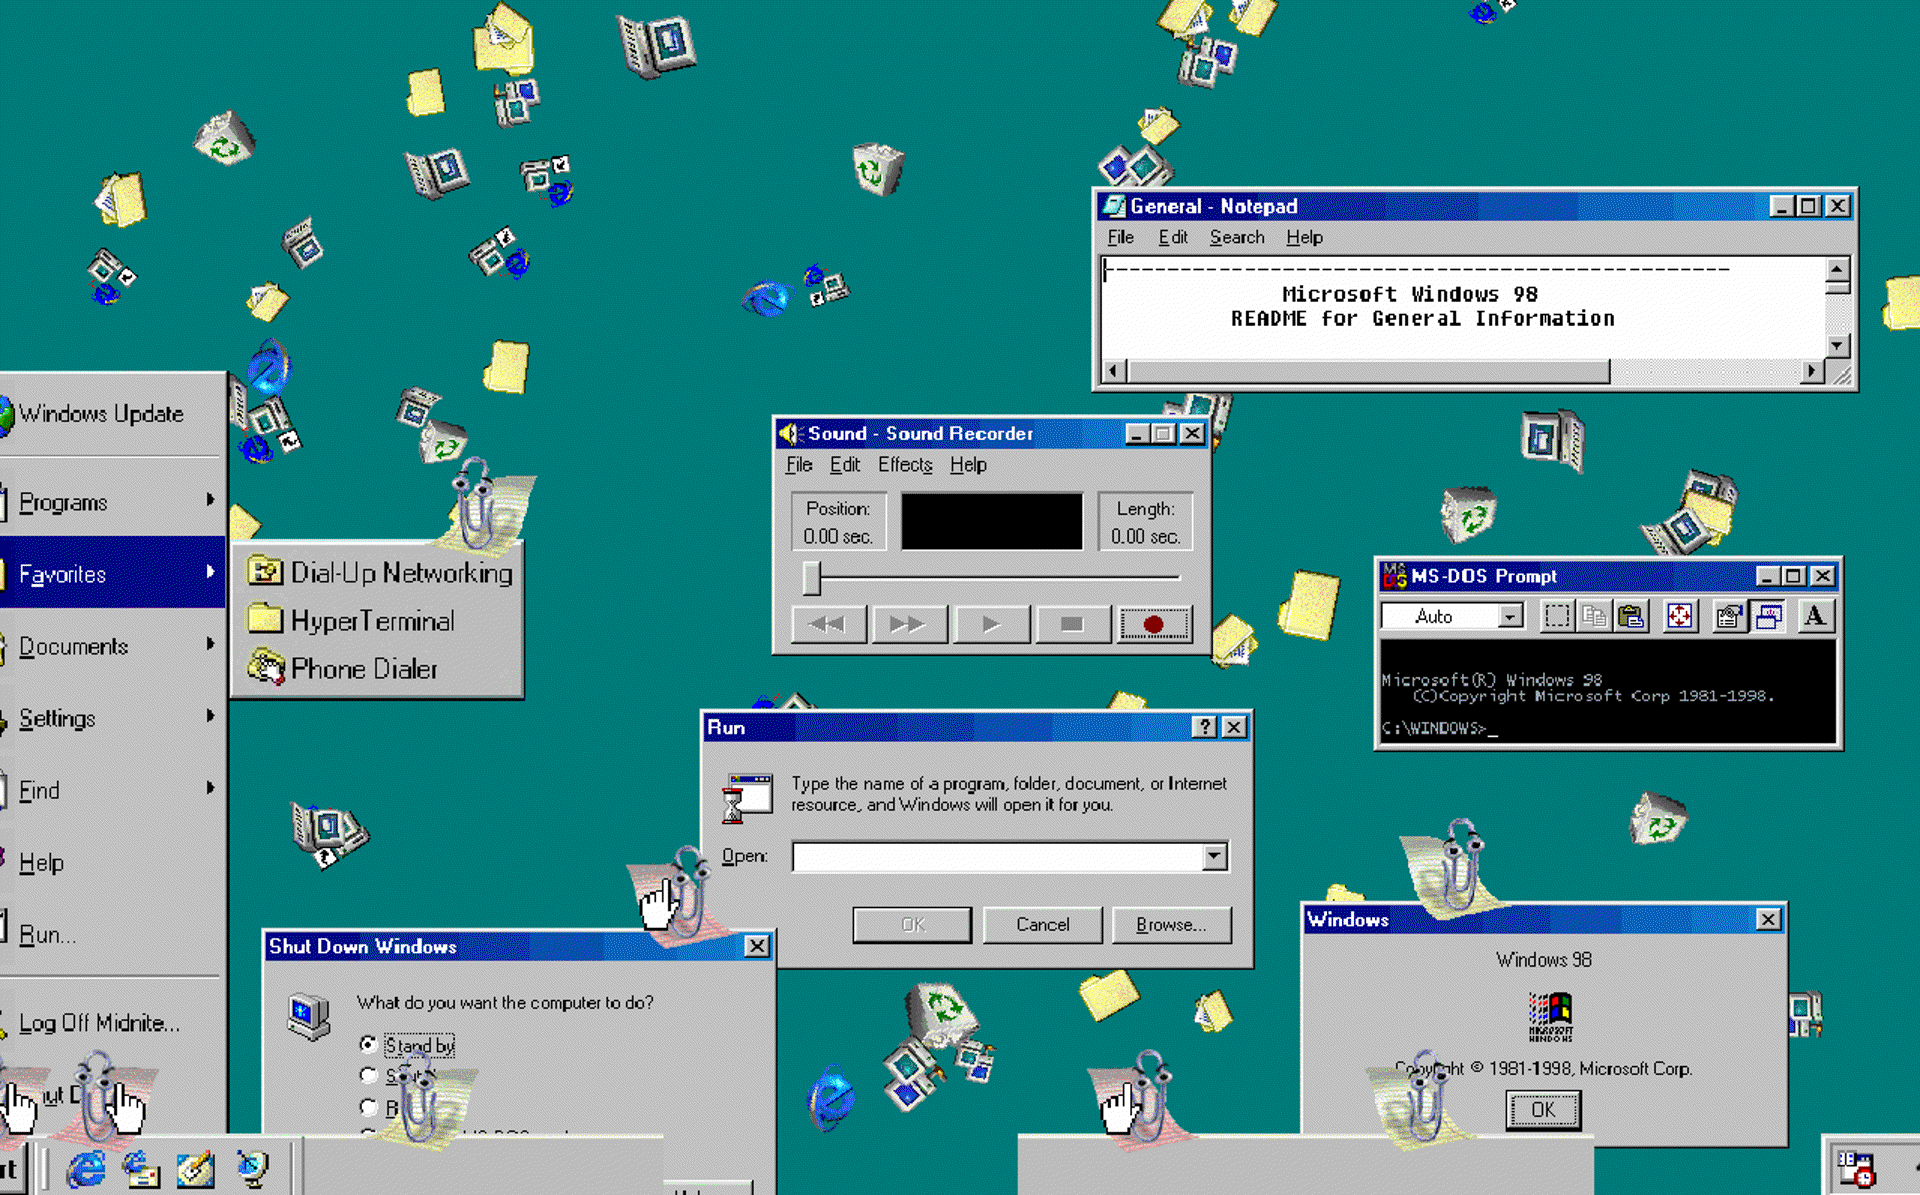 General - Notepad
File Edit Search Help
Microsoft Windows 98
README for General Information
Windows Update
Programs
Favorites
Documents
Settings
Find
Help
Run...
Log Off Midnite...
Dial-Up Networking
HyperTerminal
Phone Dialer
Sound - Sound Recorder
File Edit Effects Help
Position:
0.00 sec.
Length:
0.00 sec.
MS-DOS Prompt
Auto
A
Microsoft(R) Windows 98
(C)Copyright Microsoft Corp 1981-1998.
C:\WINDOWS>_
Run
Type the name of a program, folder, document, or Internet
resource, and Windows will open it for you.
Open:
OK Cancel Browse...
Shut Down Windows
What do you want the computer to do?
Stand by
Windows
Windows 98
MICROSOFT
WINDOWS
Copyright © 1981-1998, Microsoft Corp.
OK